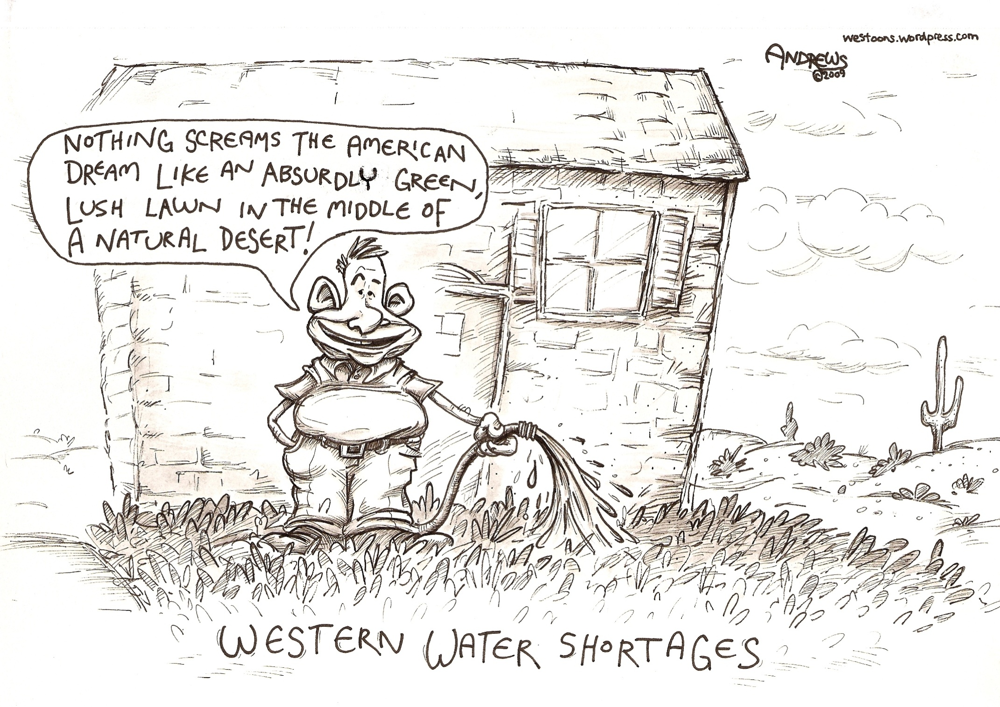 westoons.wordpress.com
ANDREWS
©2009
NOTHING SCREAMS THE AMERICAN
DREAM LIKE AN ABSURDLY GREEN,
LUSH LAWN IN THE MIDDLE OF
A NATURAL DESERT!
WESTERN WATER SHORTAGES